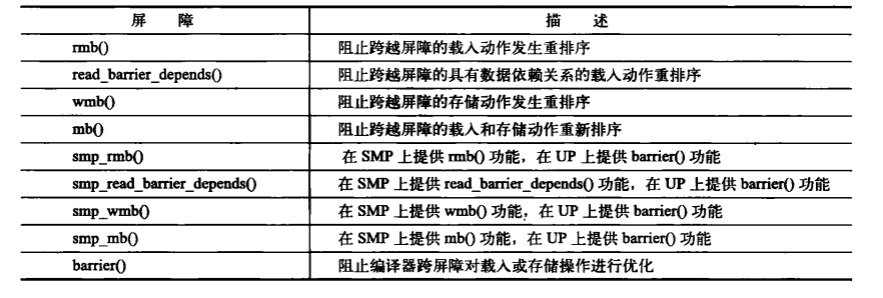 屏 障 描 述
rmb() 阻止跨越屏障的载入动作发生重排序
read_barrier_depends() 阻止跨越屏障的具有数据依赖关系的载入动作重排序
wmb() 阻止跨越屏障的存储动作发生重排序
mb() 阻止跨越屏障的载入和存储动作重新排序
smp_rmb() 在 SMP 上提供 rmb() 功能，在 UP 上提供 barrier() 功能
smp_read_barrier_depends() 在 SMP 上提供 read_barrier_depends() 功能，在 UP 上提供 barrier() 功能
smp_wmb() 在 SMP 上提供 wmb() 功能，在 UP 上提供 barrier() 功能
smp_mb() 在 SMP 上提供 mb() 功能，在 UP 上提供 barrier() 功能
barrier() 阻止编译器跨屏障对载入或存储操作进行优化